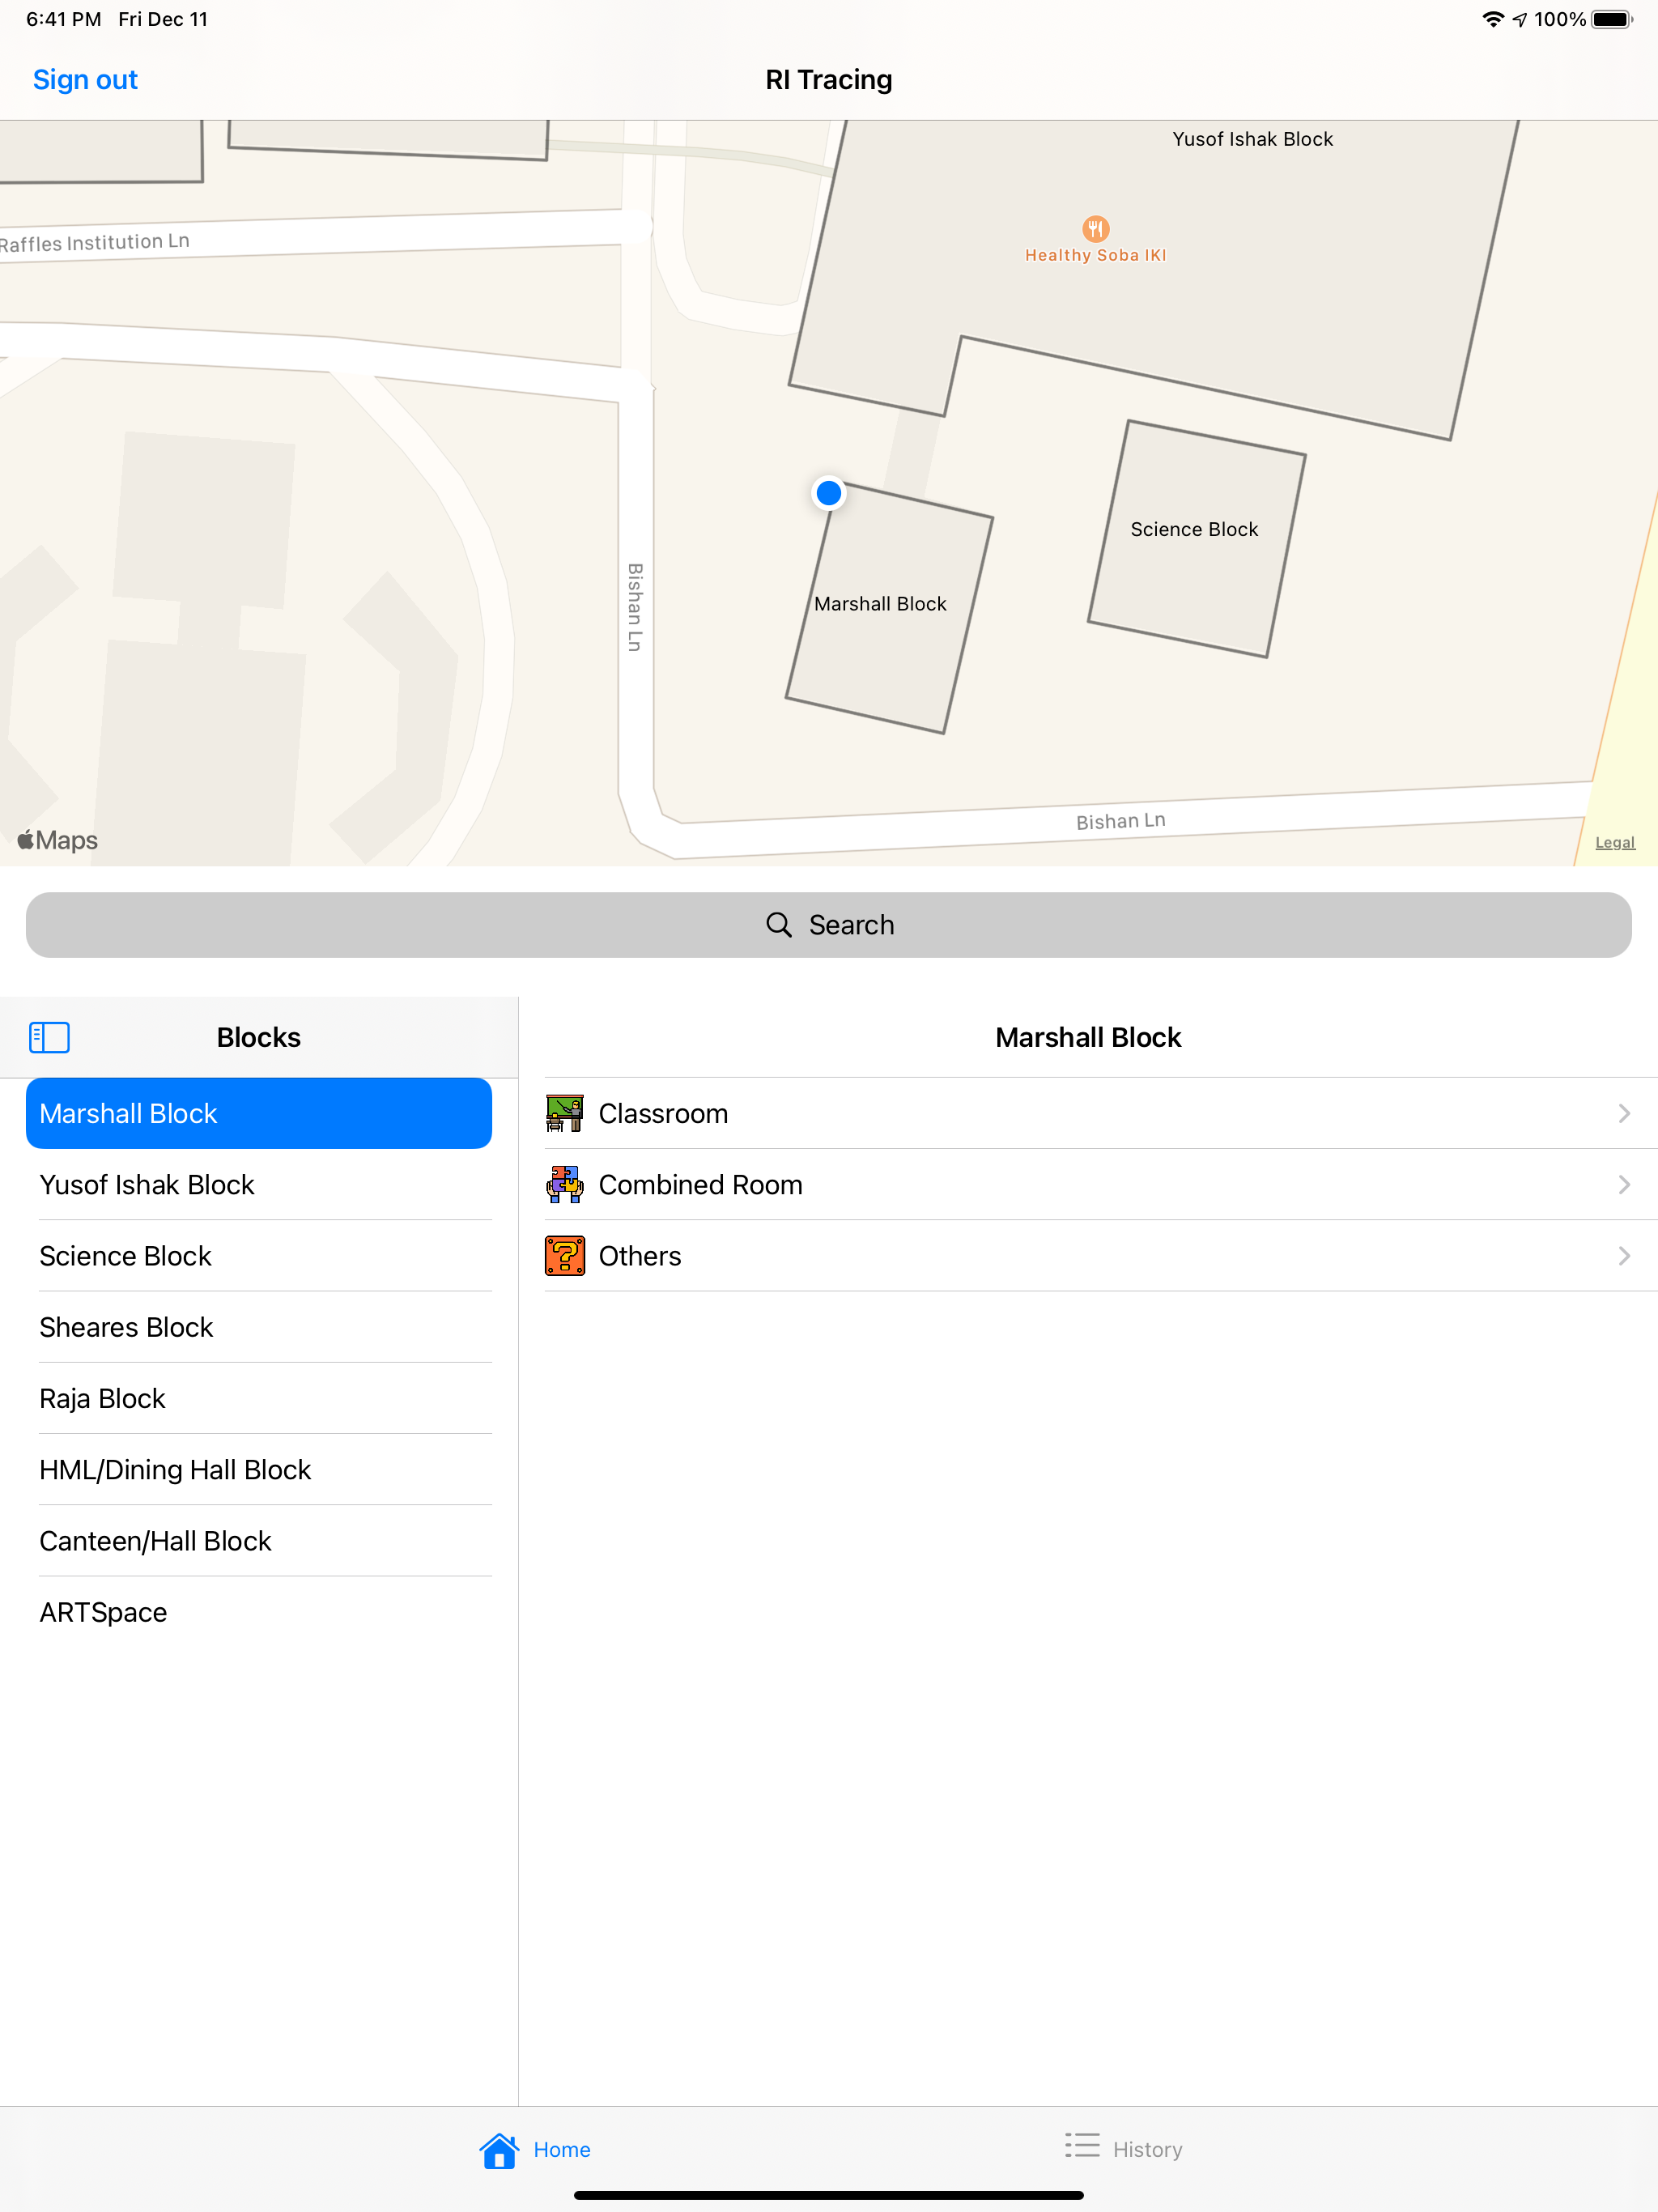 6:41 PM Fri Dec 11 100%
Sign out RI Tracing
Yusof Ishak Block
Raffles Institution Ln
Healthy Soba IKI
Science Block
Bishan Ln
Marshall Block
Bishan Ln
Maps
Legal
Search
Blocks
Marshall Block
Yusof Ishak Block
Science Block
Sheares Block
Raja Block
HML/Dining Hall Block
Canteen/Hall Block
ARTSpace
Marshall Block
Classroom
Combined Room
? Others
Home History